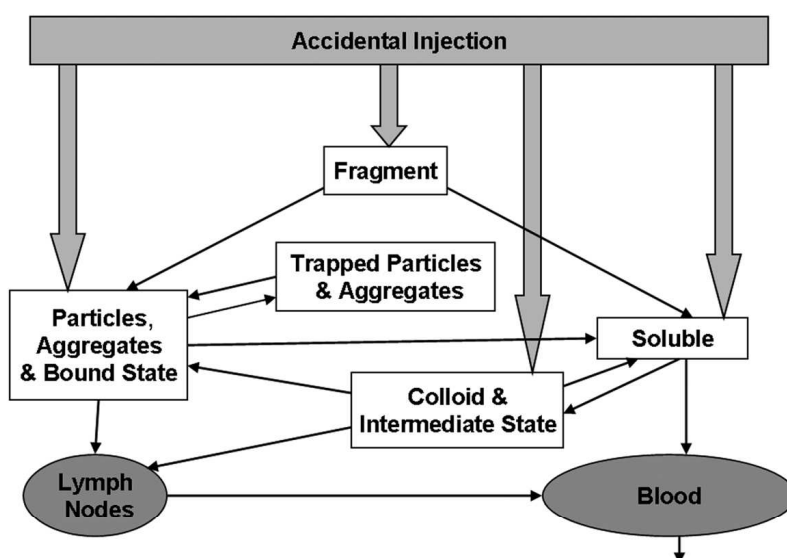 Accidental Injection
Fragment
Trapped Particles
& Aggregates
Particles,
Aggregates
& Bound State
Soluble
Colloid &
Intermediate State
Lymph
Nodes
Blood